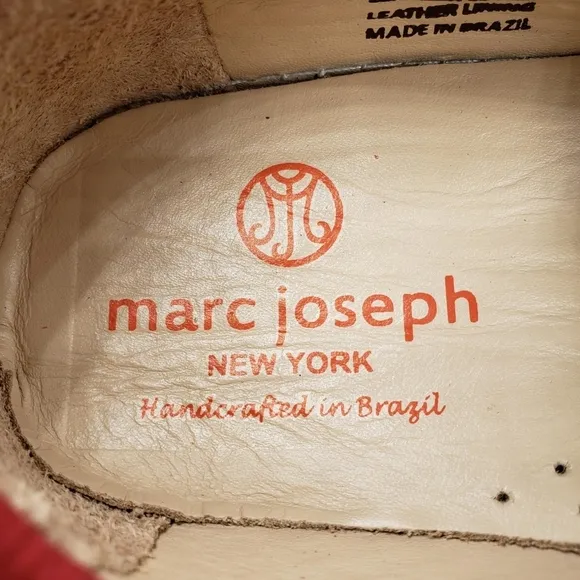 LEATHER LINING
MADE IN BRAZIL
marc joseph
NEW YORK
Handcrafted in Brazil